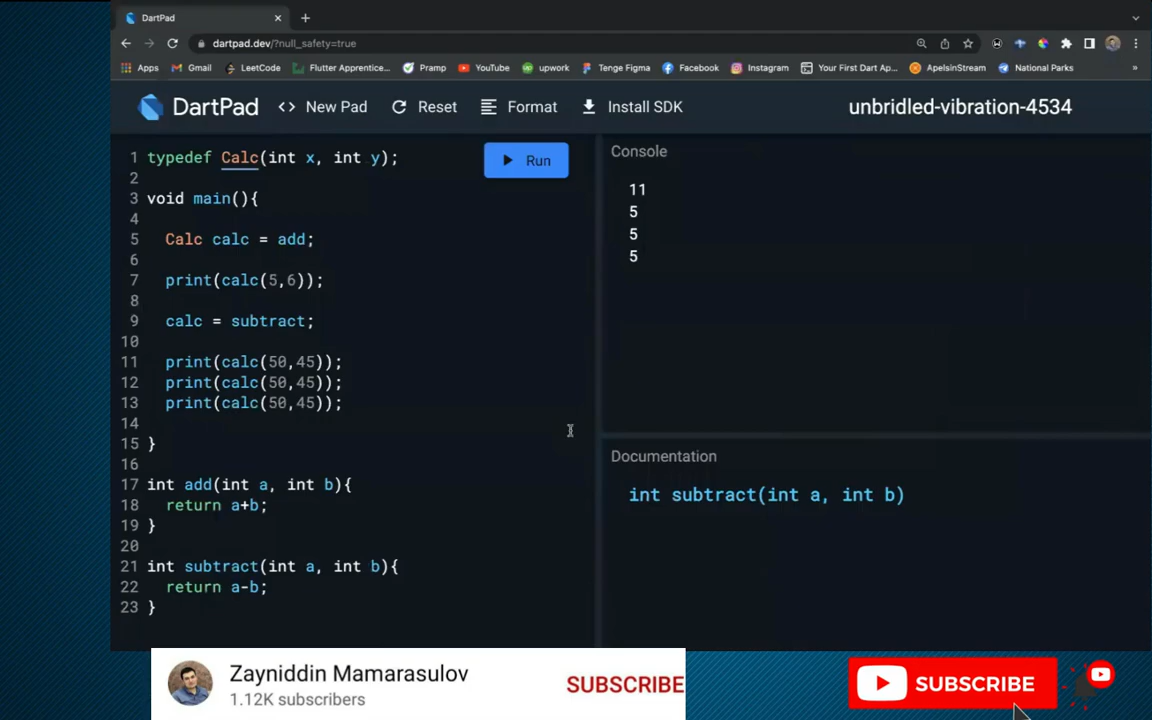 DartPad
dartpad.dev/?null_safety=true
Apps Gmail LeetCode Flutter Apprentice... Pramp YouTube upwork Tenge Figma Facebook Instagram Your First Dart Ap... ApelsinStream National Parks »
DartPad <> New Pad Reset Format Install SDK unbridled-vibration-4534
Run
1 typedef Calc(int x, int y);
2
3 void main(){
4
5 Calc calc = add;
6
7 print(calc(5,6));
8
9 calc = subtract;
10
11 print(calc(50,45));
12 print(calc(50,45));
13 print(calc(50,45));
14
15 }
16
17 int add(int a, int b){
18 return a+b;
19 }
20
21 int subtract(int a, int b){
22 return a-b;
23 }
Console
11
5
5
5
Documentation
int subtract(int a, int b)
Zayniddin Mamarasulov
1.12K subscribers
SUBSCRIBE
SUBSCRIBE